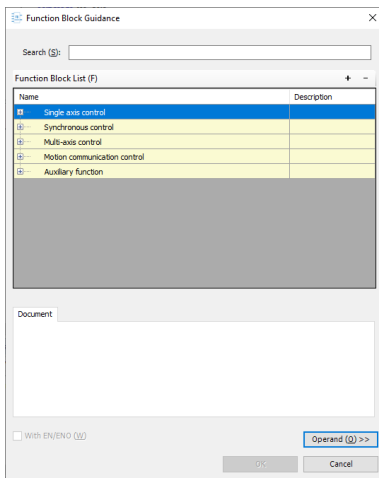 Function Block Guidance
Search (S):
Function Block List (F) + -
Name Description
Single axis control
Synchronous control
Multi-axis control
Motion communication control
Auxiliary function
Document
With EN/ENO (W)
Operand (O) >>
OK Cancel